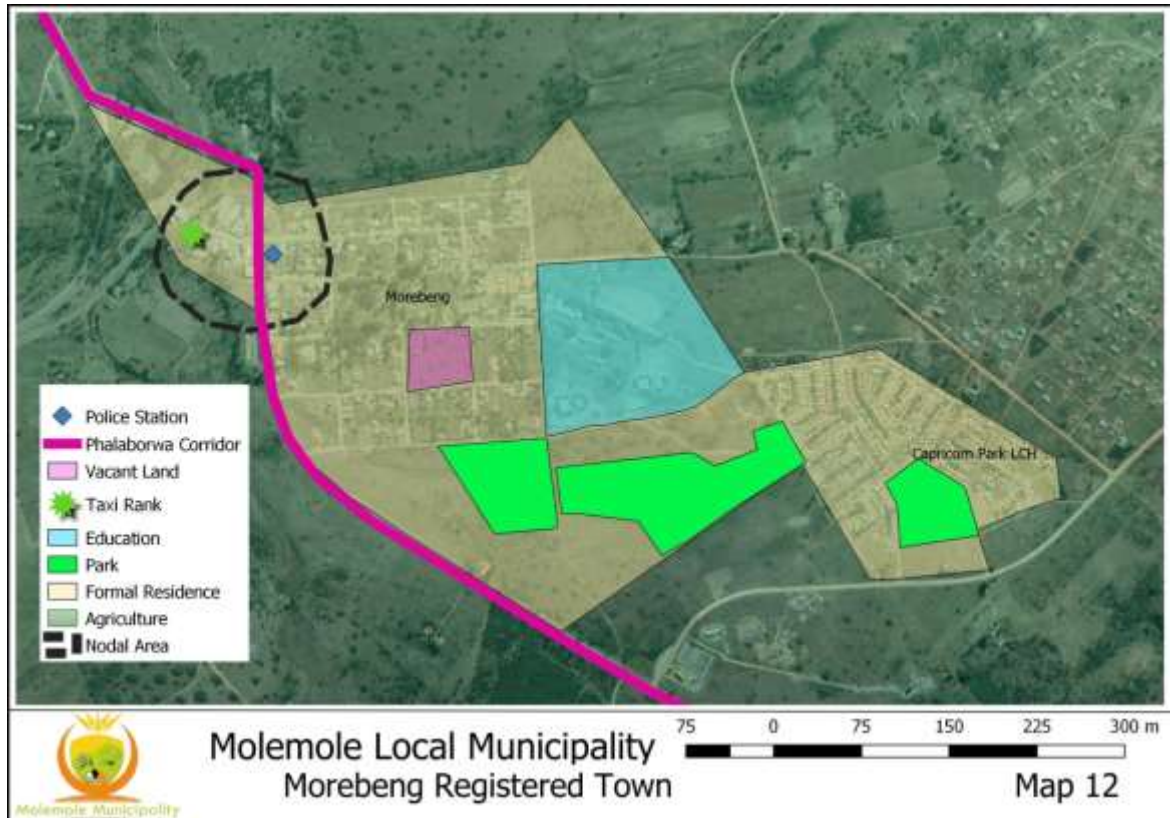 Morebeng
Capricorn Park LCH
Police Station
Phalaborwa Corridor
Vacant Land
Taxi Rank
Education
Park
Formal Residence
Agriculture
Nodal Area
75 0 75 150 225 300 m
Molemole Local Municipality
Morebeng Registered Town
Map 12
Molemole Municipality